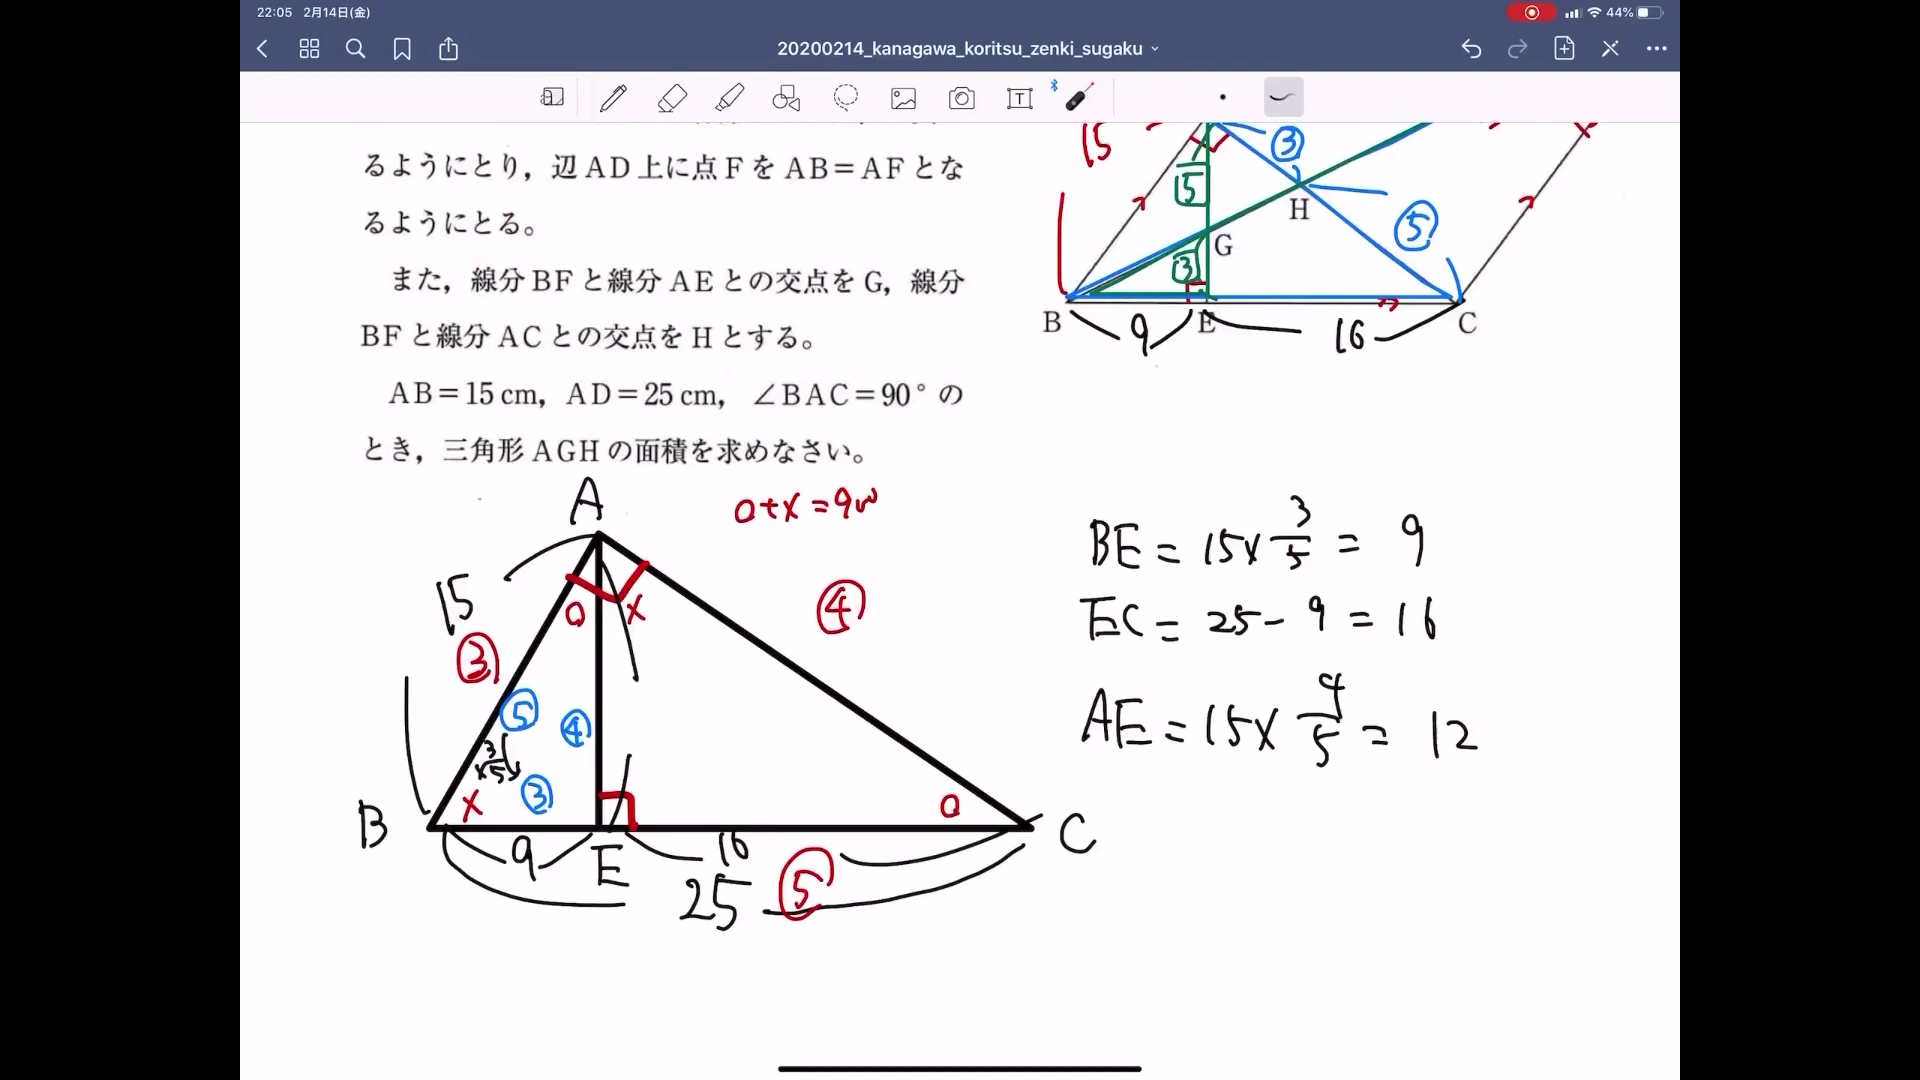 22:05 2月14日(金)
44%
20200214_kanagawa_koritsu_zenki_sugaku
T
るようにとり，辺ＡＤ上に点ＦをＡＢ＝ＡＦとな
るようにとる。
また，線分ＢＦと線分ＡＥとの交点をＧ，線分
ＢＦと線分ＡＣとの交点をＨとする。
ＡＢ＝15 cm，ＡＤ＝25 cm，∠ＢＡＣ＝90°の
とき，三角形ＡＧＨの面積を求めなさい。
15
③
5
H
⑤
G
3
B 9 E 16 C
A
o+x=90°
15
③
④
o x
⑤
④
×3/5
③
x
o
B
9
E
16
C
25
⑤
BE = 15× 3/5 = 9
EC = 25 - 9 = 16
AE = 15× 4/5 = 12